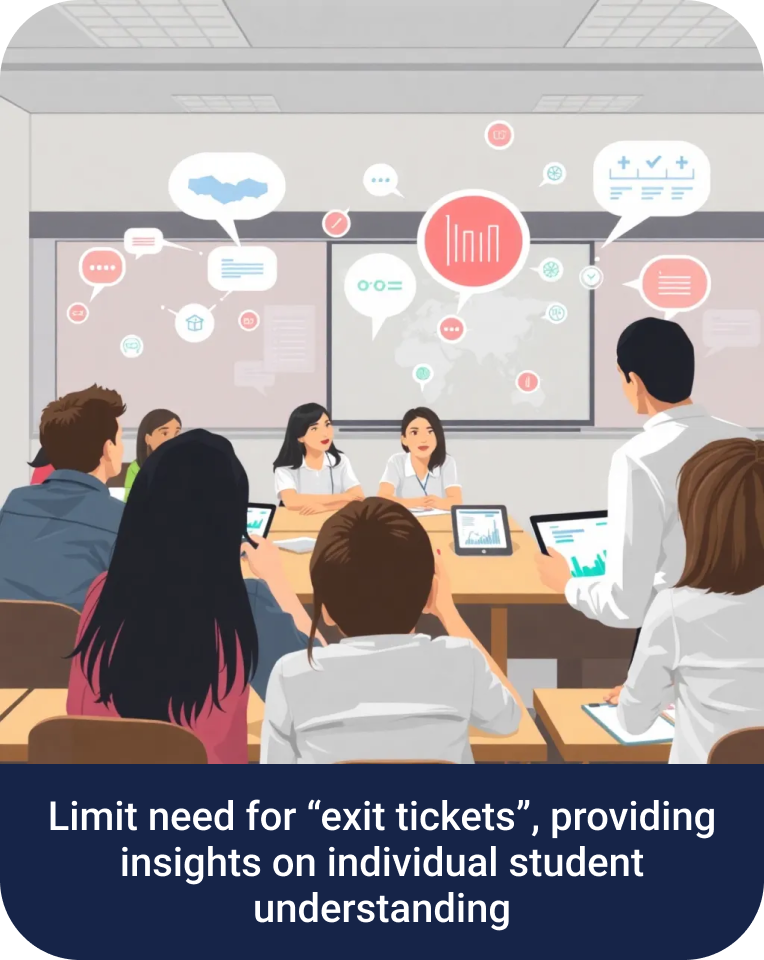 Limit need for “exit tickets”, providing
insights on individual student
understanding